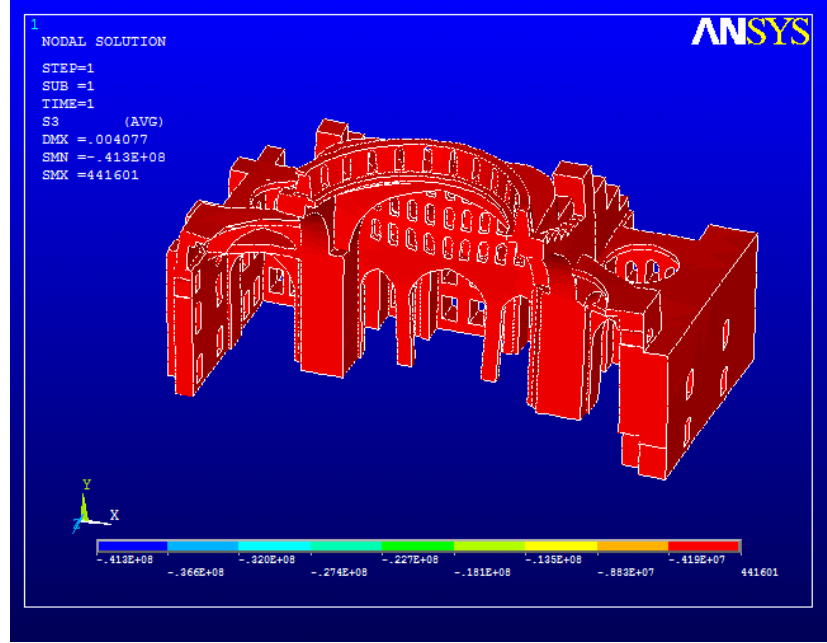 1
ANSYS
NODAL SOLUTION
STEP=1
SUB =1
TIME=1
S3 (AVG)
DMX =.004077
SMN =-.413E+08
SMX =441601
Y
X
Z
-.413E+08 -.320E+08 -.227E+08 -.135E+08 -.419E+07
-.366E+08 -.274E+08 -.181E+08 -.883E+07 441601